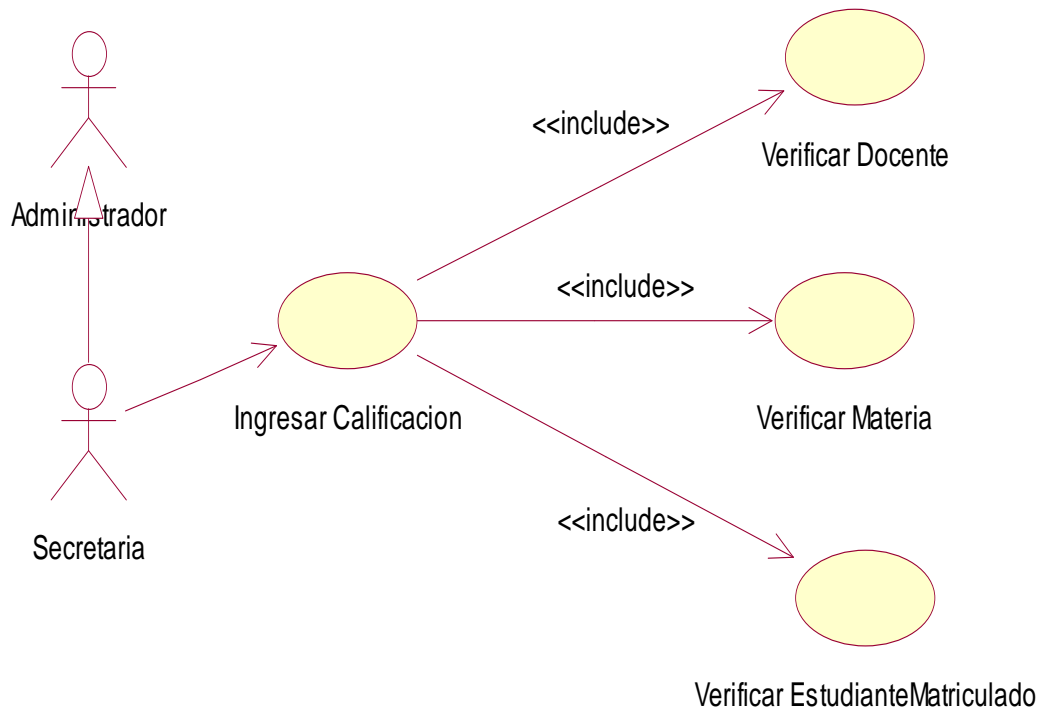 <<include>>
Verificar Docente
Administrador
<<include>>
Ingresar Calificacion
Verificar Materia
<<include>>
Secretaria
Verificar EstudianteMatriculado